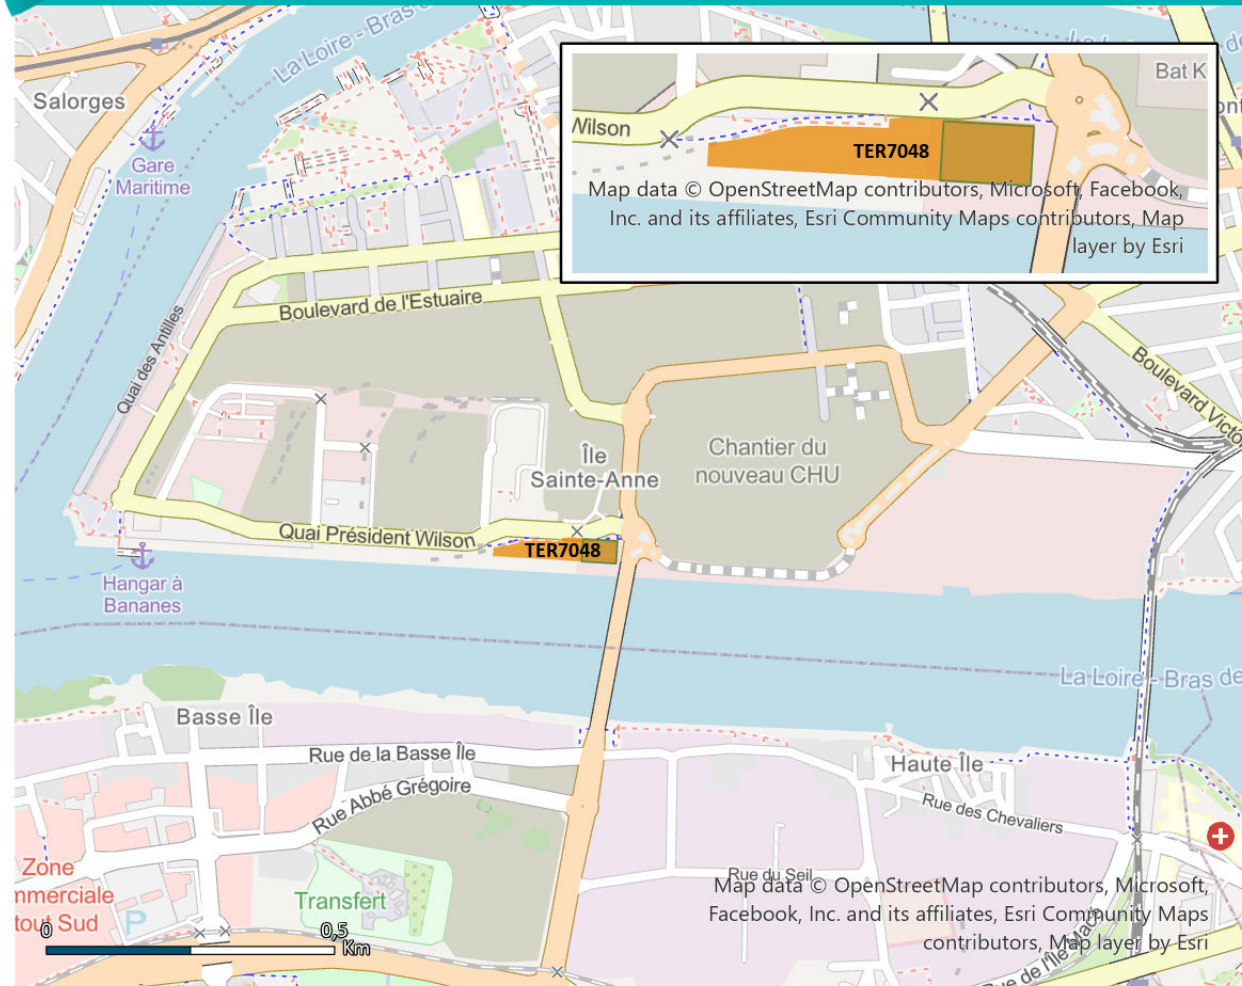 La Loire - Bras
Salorges
Gare
Maritime
Bat K
Wilson
TER7048
Map data © OpenStreetMap contributors, Microsoft, Facebook,
Inc. and its affiliates, Esri Community Maps contributors, Map
layer by Esri
Boulevard de l'Estuaire
Quai des Antilles
Boulevard Victo
Île
Sainte-Anne
Chantier du
nouveau CHU
Quai Président Wilson
TER7048
Hangar à
Bananes
La Loire - Bras de
Basse Île
Rue de la Basse Île
Haute Île
Rue Abbé Grégoire
Rue des Chevaliers
Zone
mmerciale
tout Sud
P
Transfert
Rue du Seil
Map data © OpenStreetMap contributors, Microsoft,
Facebook, Inc. and its affiliates, Esri Community Maps
contributors, Map layer by Esri
0
0,5
Km
Rue de l'Île Mac